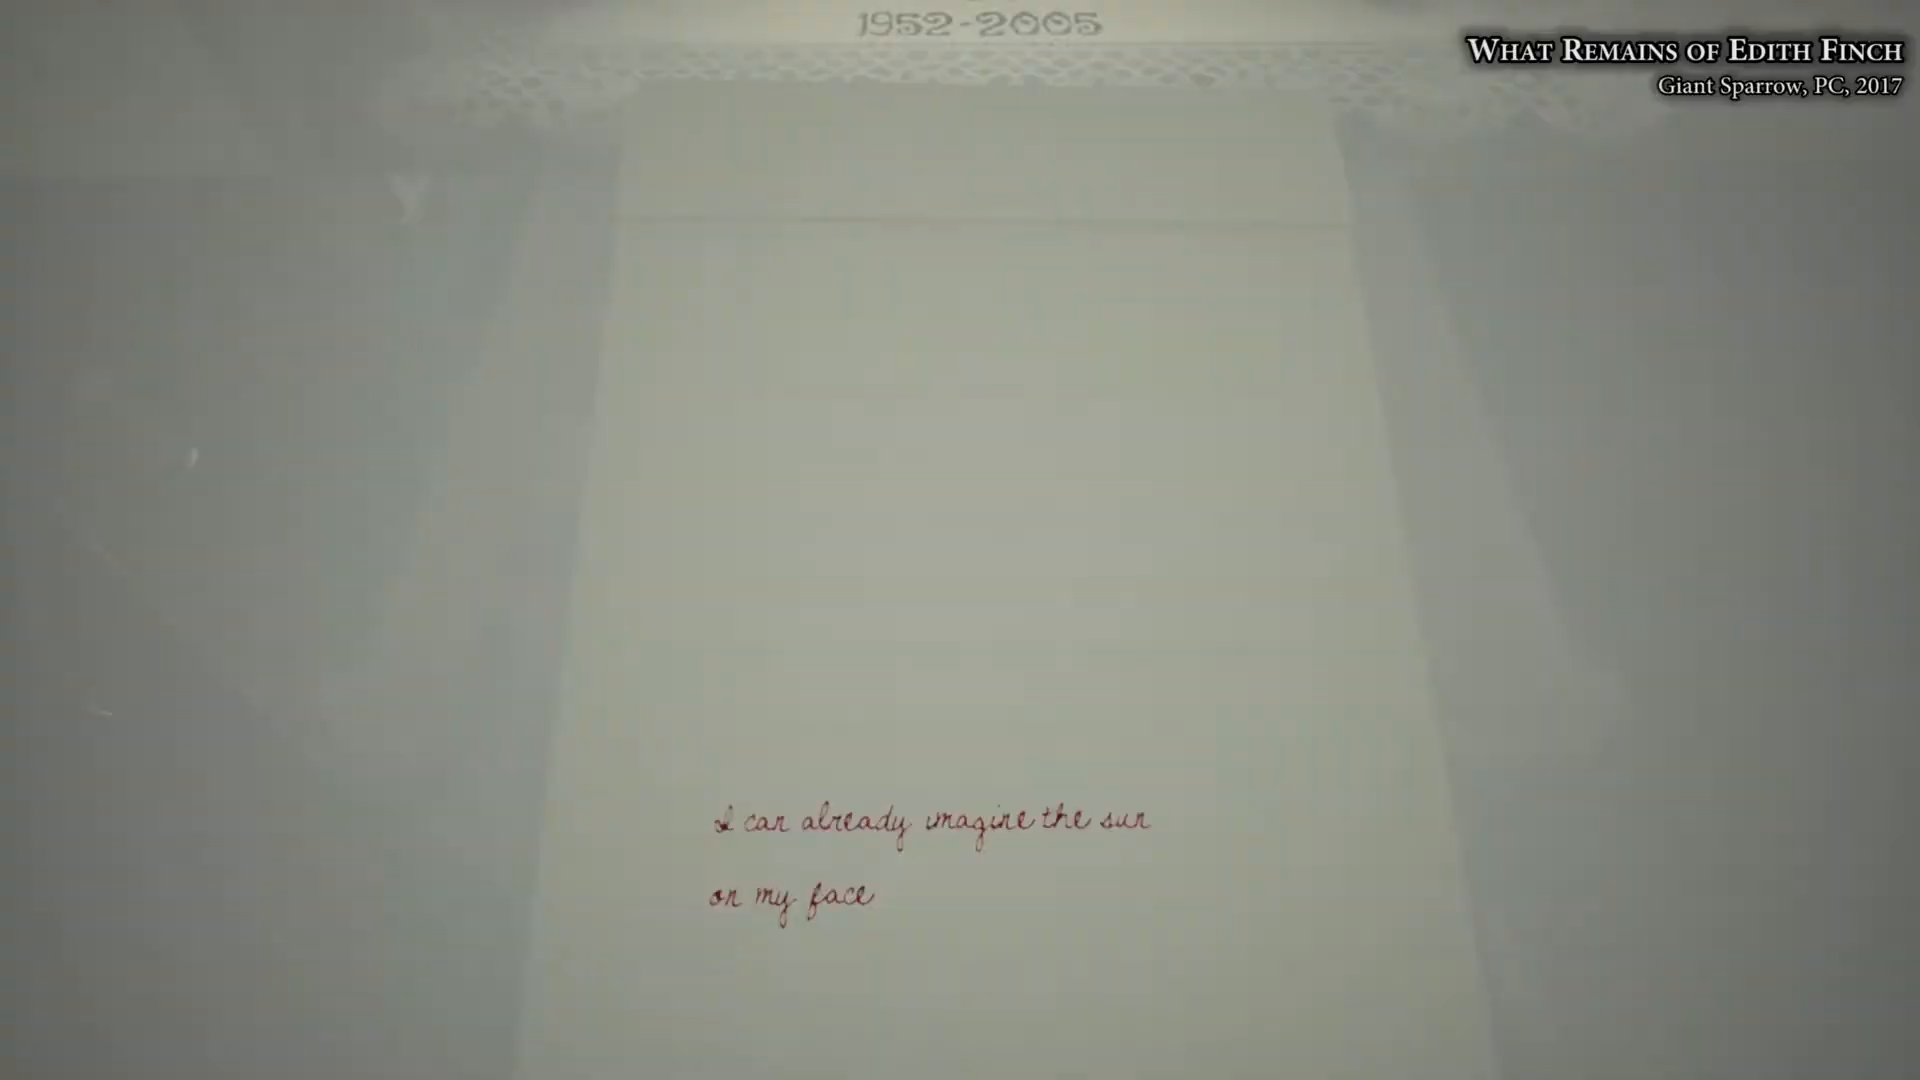 1952-2005
What Remains of Edith Finch
Giant Sparrow, PC, 2017
I can already imagine the sun
on my face